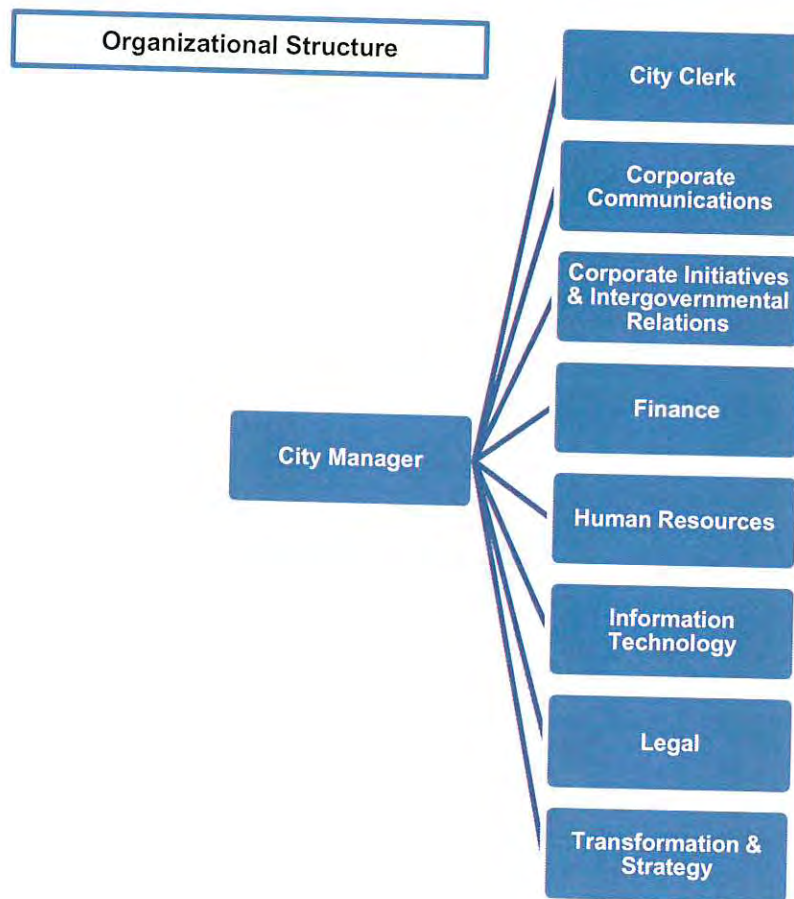 Organizational Structure
City Clerk
Corporate
Communications
Corporate Initiatives
& Intergovernmental
Relations
Finance
City Manager
Human Resources
Information
Technology
Legal
Transformation &
Strategy